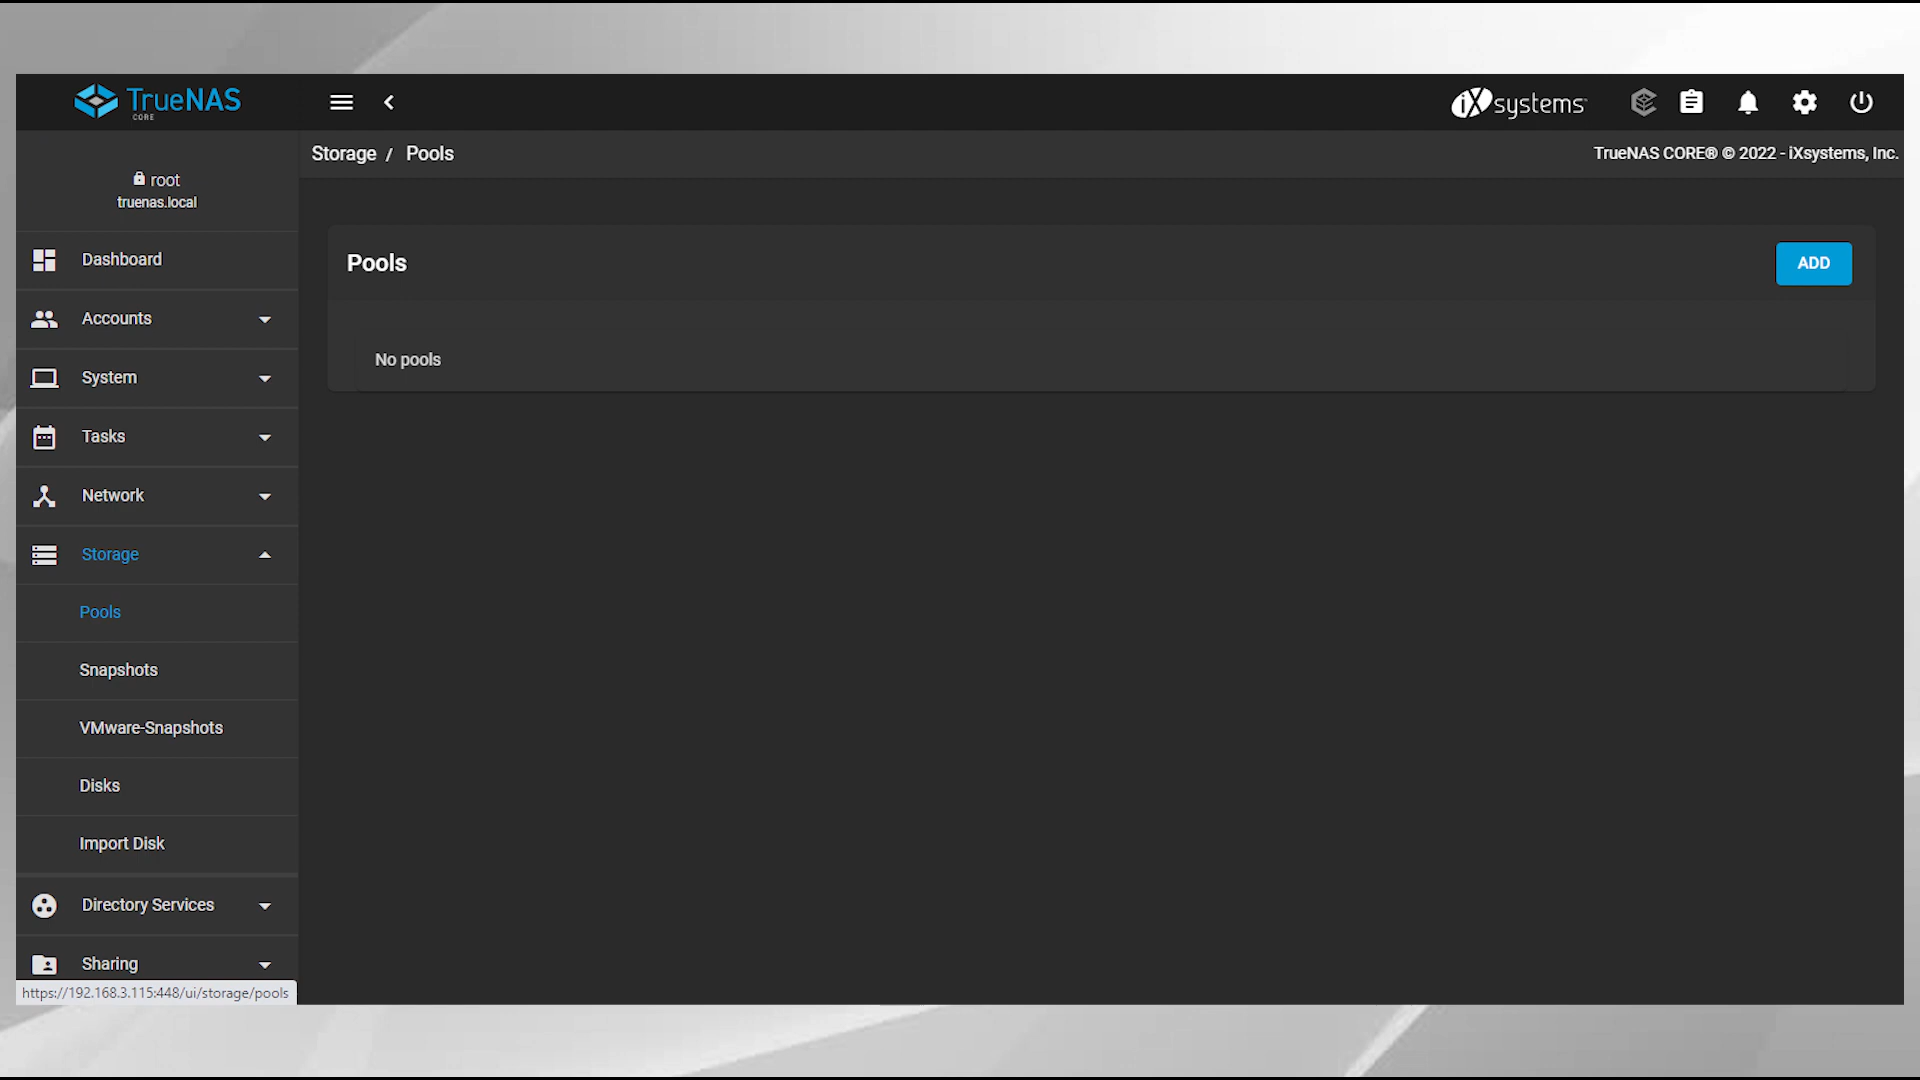 TrueNAS
CORE
iXsystems
Storage / Pools
TrueNAS CORE® © 2022 - iXsystems, Inc.
root
truenas.local
Dashboard
Accounts
System
Tasks
Network
Storage
Pools
Snapshots
VMware-Snapshots
Disks
Import Disk
Directory Services
Sharing
https://192.168.3.115:448/ui/storage/pools
Pools
ADD
No pools